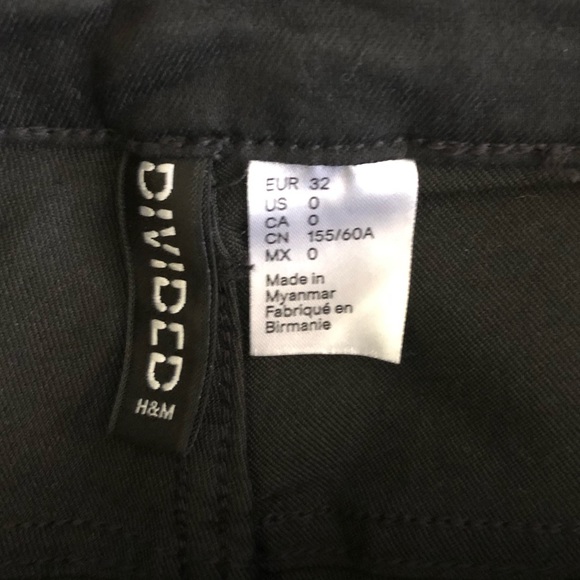 DIVIDED
H&M
EUR 32
US 0
CA 0
CN 155/60A
MX 0
Made in
Myanmar
Fabriqué en
Birmanie